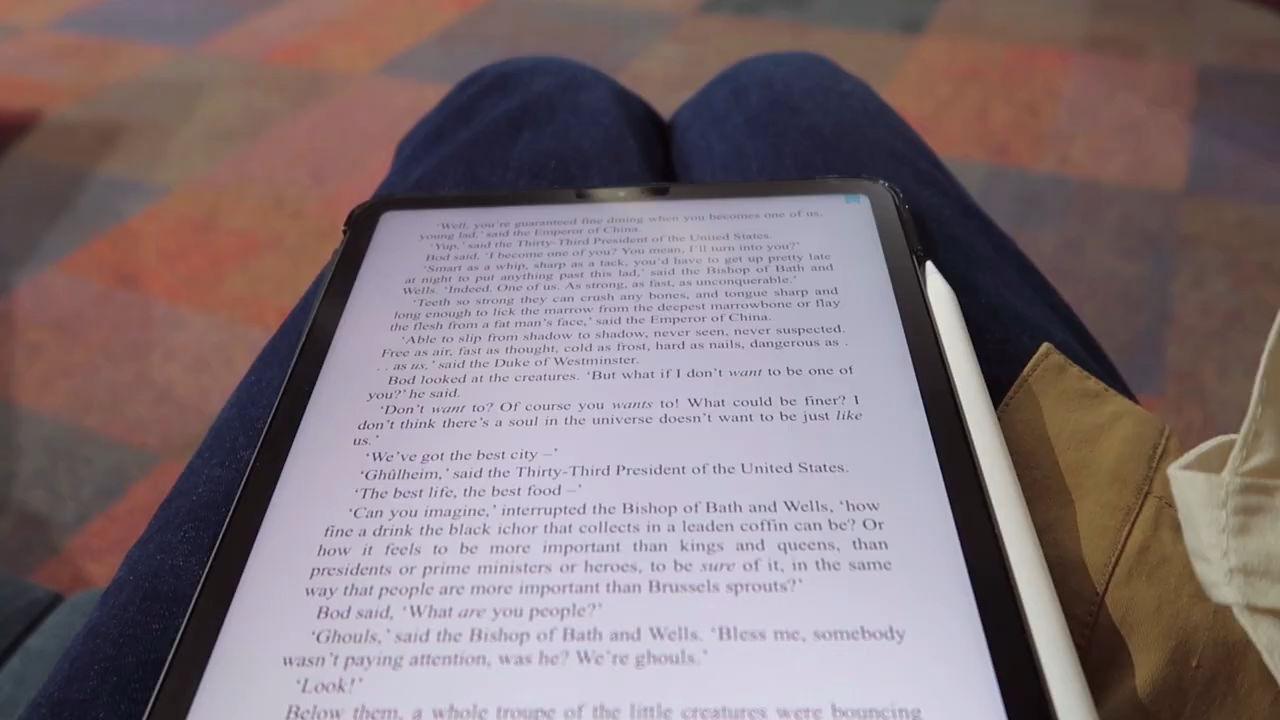 ‘Well, you’re guaranteed fine dining when you becomes one of us,
young lad,’ said the Emperor of China.
‘Yup,’ said the Thirty-Third President of the United States.
Bod said, ‘I become one of you? You mean, I’ll turn into you?’
‘Smart as a whip, sharp as a tack, you’d have to get up pretty late
at night to put anything past this lad,’ said the Bishop of Bath and
Wells. ‘Indeed. One of us. As strong, as fast, as unconquerable.’
‘Teeth so strong they can crush any bones, and tongue sharp and
long enough to lick the marrow from the deepest marrowbone or flay
the flesh from a fat man’s face,’ said the Emperor of China.
‘Able to slip from shadow to shadow, never seen, never suspected.
Free as air, fast as thought, cold as frost, hard as nails, dangerous as .
. . as us,’ said the Duke of Westminster.
Bod looked at the creatures. ‘But what if I don’t want to be one of
you?’ he said.
‘Don’t want to? Of course you wants to! What could be finer? I
don’t think there’s a soul in the universe doesn’t want to be just like
us.’
‘We’ve got the best city –’
‘Ghûlheim,’ said the Thirty-Third President of the United States.
‘The best life, the best food –’
‘Can you imagine,’ interrupted the Bishop of Bath and Wells, ‘how
fine a drink the black ichor that collects in a leaden coffin can be? Or
how it feels to be more important than kings and queens, than
presidents or prime ministers or heroes, to be sure of it, in the same
way that people are more important than Brussels sprouts?’
Bod said, ‘What are you people?’
‘Ghouls,’ said the Bishop of Bath and Wells. ‘Bless me, somebody
wasn’t paying attention, was he? We’re ghouls.’
‘Look!’
Below them, a whole troupe of the little creatures were bouncing